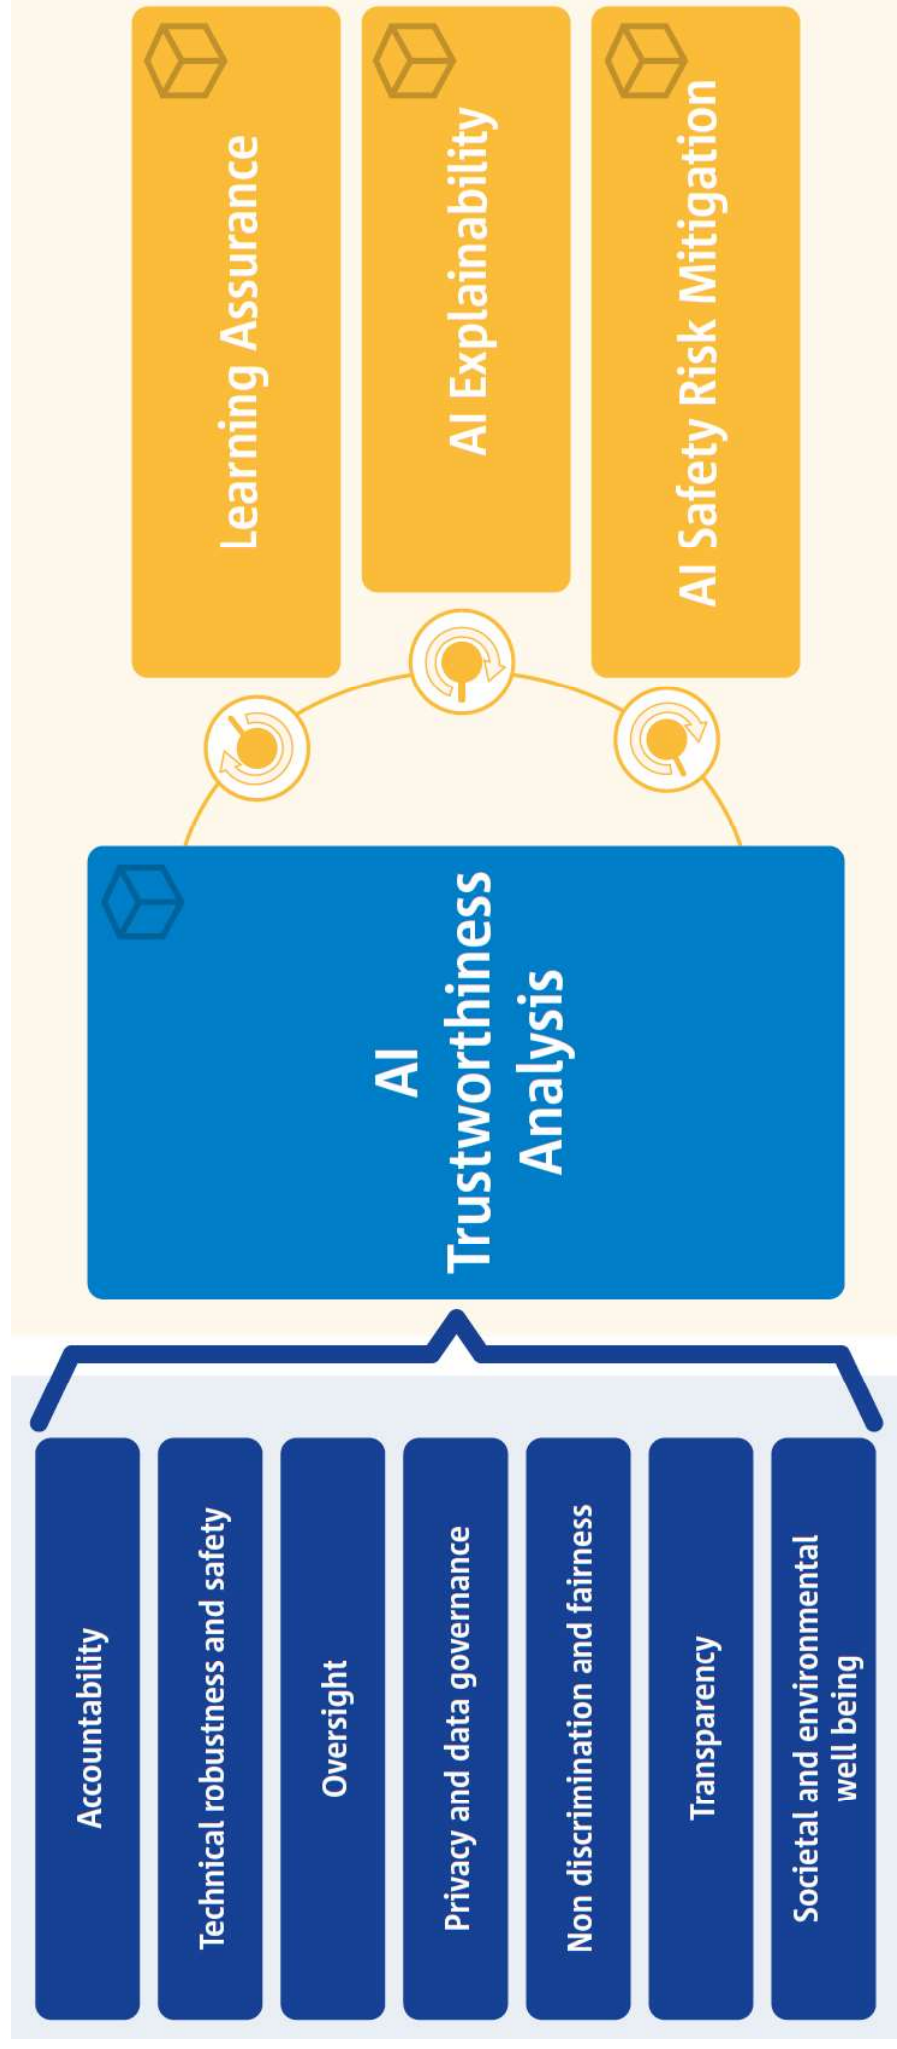 Accountability
Technical robustness and safety
Oversight
Privacy and data governance
Non discrimination and fairness
Transparency
Societal and environmental
well being
AI
Trustworthiness
Analysis
Learning Assurance
AI Explainability
AI Safety Risk Mitigation